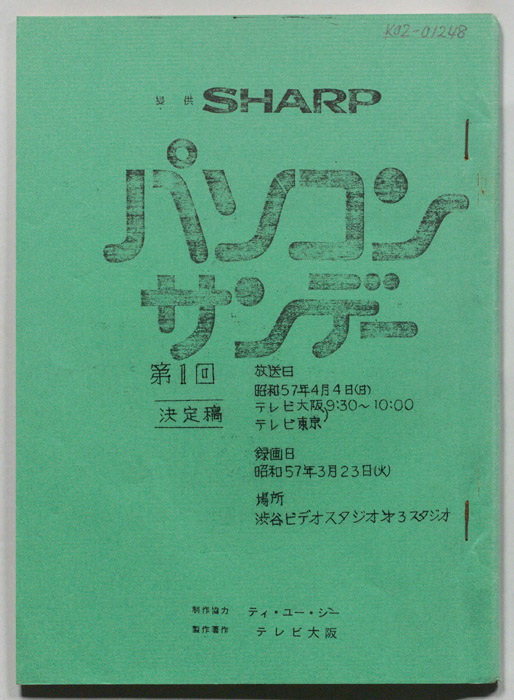 K02-01248
提供 SHARP
パソコン
サンデー
第1回
決定稿
放送日
昭和57年4月4日(日)
テレビ大阪 9:30〜10:00
テレビ東京
録画日
昭和57年3月23日(火)
場所
渋谷ビデオスタジオ 才3スタジオ
制作協力 ティ・ユー・シー
製作著作 テレビ大阪